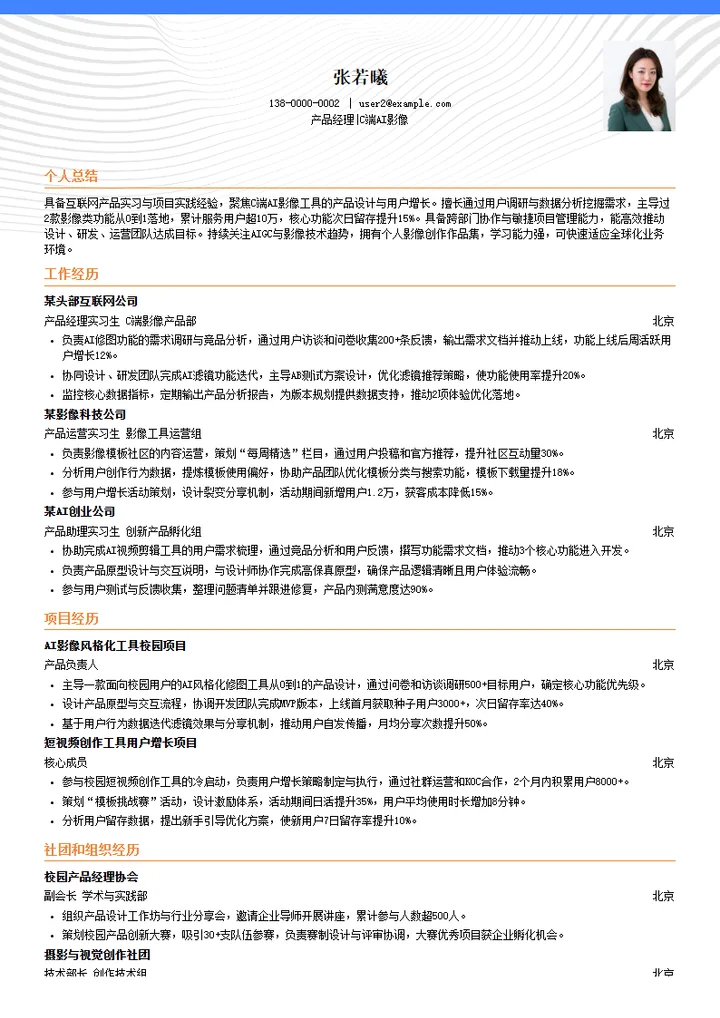 张若曦
138-0000-0002 | user2@example.com
产品经理|C端AI影像
个人总结
具备互联网产品实习与项目实践经验，聚焦C端AI影像工具的产品设计与用户增长。擅长通过用户调研与数据分析挖掘需求，主导过
2款影像类功能从0到1落地，累计服务用户超10万，核心功能次日留存提升15%。具备跨部门协作与敏捷项目管理能力，能高效推动
设计、研发、运营团队达成目标。持续关注AIGC与影像技术趋势，拥有个人影像创作作品集，学习能力强，可快速适应全球化业务
环境。
工作经历
某头部互联网公司
产品经理实习生 C端影像产品部 北京
• 负责AI修图功能的需求调研与竞品分析，通过用户访谈和问卷收集200+条反馈，输出需求文档并推动上线，功能上线后周活跃用
户增长12%。
• 协同设计、研发团队完成AI滤镜功能迭代，主导AB测试方案设计，优化滤镜推荐策略，使功能使用率提升20%。
• 监控核心数据指标，定期输出产品分析报告，为版本规划提供数据支持，推动2项体验优化落地。
某影像科技公司
产品运营实习生 影像工具运营组 北京
• 负责影像模板社区的内容运营，策划“每周精选”栏目，通过用户投稿和官方推荐，提升社区互动量30%。
• 分析用户创作行为数据，提炼模板使用偏好，协助产品团队优化模板分类与搜索功能，模板下载量提升18%。
• 参与用户增长活动策划，设计裂变分享机制，活动期间新增用户1.2万，获客成本降低15%。
某AI创业公司
产品助理实习生 创新产品孵化组 北京
• 协助完成AI视频剪辑工具的用户需求梳理，通过竞品分析和用户反馈，撰写功能需求文档，推动3个核心功能进入开发。
• 负责产品原型设计与交互说明，与设计师协作完成高保真原型，确保产品逻辑清晰且用户体验流畅。
• 参与用户测试与反馈收集，整理问题清单并跟进修复，产品内测满意度达90%。
项目经历
AI影像风格化工具校园项目
产品负责人 北京
• 主导一款面向校园用户的AI风格化修图工具从0到1的产品设计，通过问卷和访谈调研500+目标用户，确定核心功能优先级。
• 设计产品原型与交互流程，协调开发团队完成MVP版本，上线首月获取种子用户3000+，次日留存率达40%。
• 基于用户行为数据迭代滤镜效果与分享机制，推动用户自发传播，月均分享次数提升50%。
短视频创作工具用户增长项目
核心成员 北京
• 参与校园短视频创作工具的冷启动，负责用户增长策略制定与执行，通过社群运营和KOC合作，2个月内积累用户8000+。
• 策划“模板挑战赛”活动，设计激励体系，活动期间日活提升35%，用户平均使用时长增加8分钟。
• 分析用户留存数据，提出新手引导优化方案，使新用户7日留存率提升10%。
社团和组织经历
校园产品经理协会
副会长 学术与实践部 北京
• 组织产品设计工作坊与行业分享会，邀请企业导师开展讲座，累计参与人数超500人。
• 策划校园产品创新大赛，吸引30+支队伍参赛，负责赛制设计与评审协调，大赛优秀项目获企业孵化机会。
摄影与视觉创作社团
技术部长 创作技术组 北京